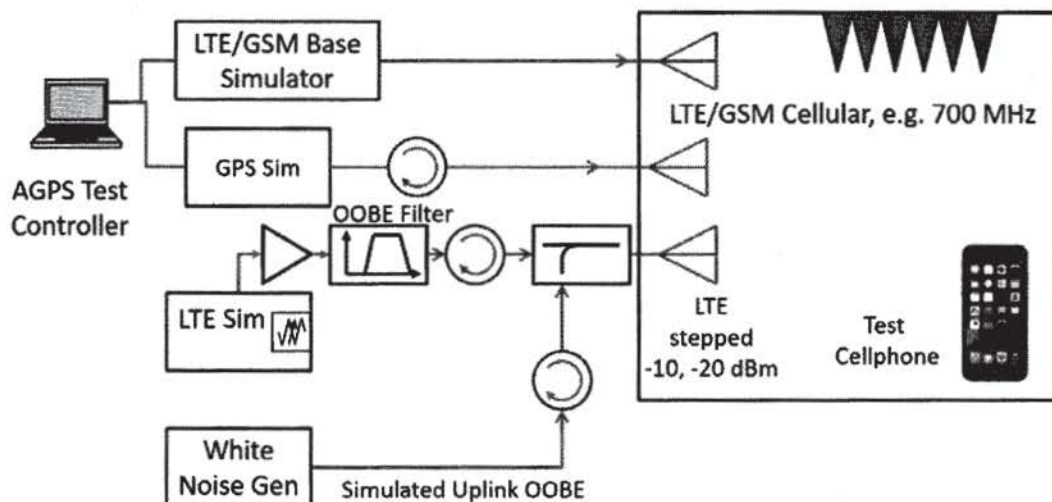 LTE/GSM Base
Simulator
AGPS Test
Controller
GPS Sim
OOBE Filter
LTE Sim
White
Noise Gen
Simulated Uplink OOBE
LTE/GSM Cellular, e.g. 700 MHz
LTE
stepped
-10, -20 dBm
Test
Cellphone